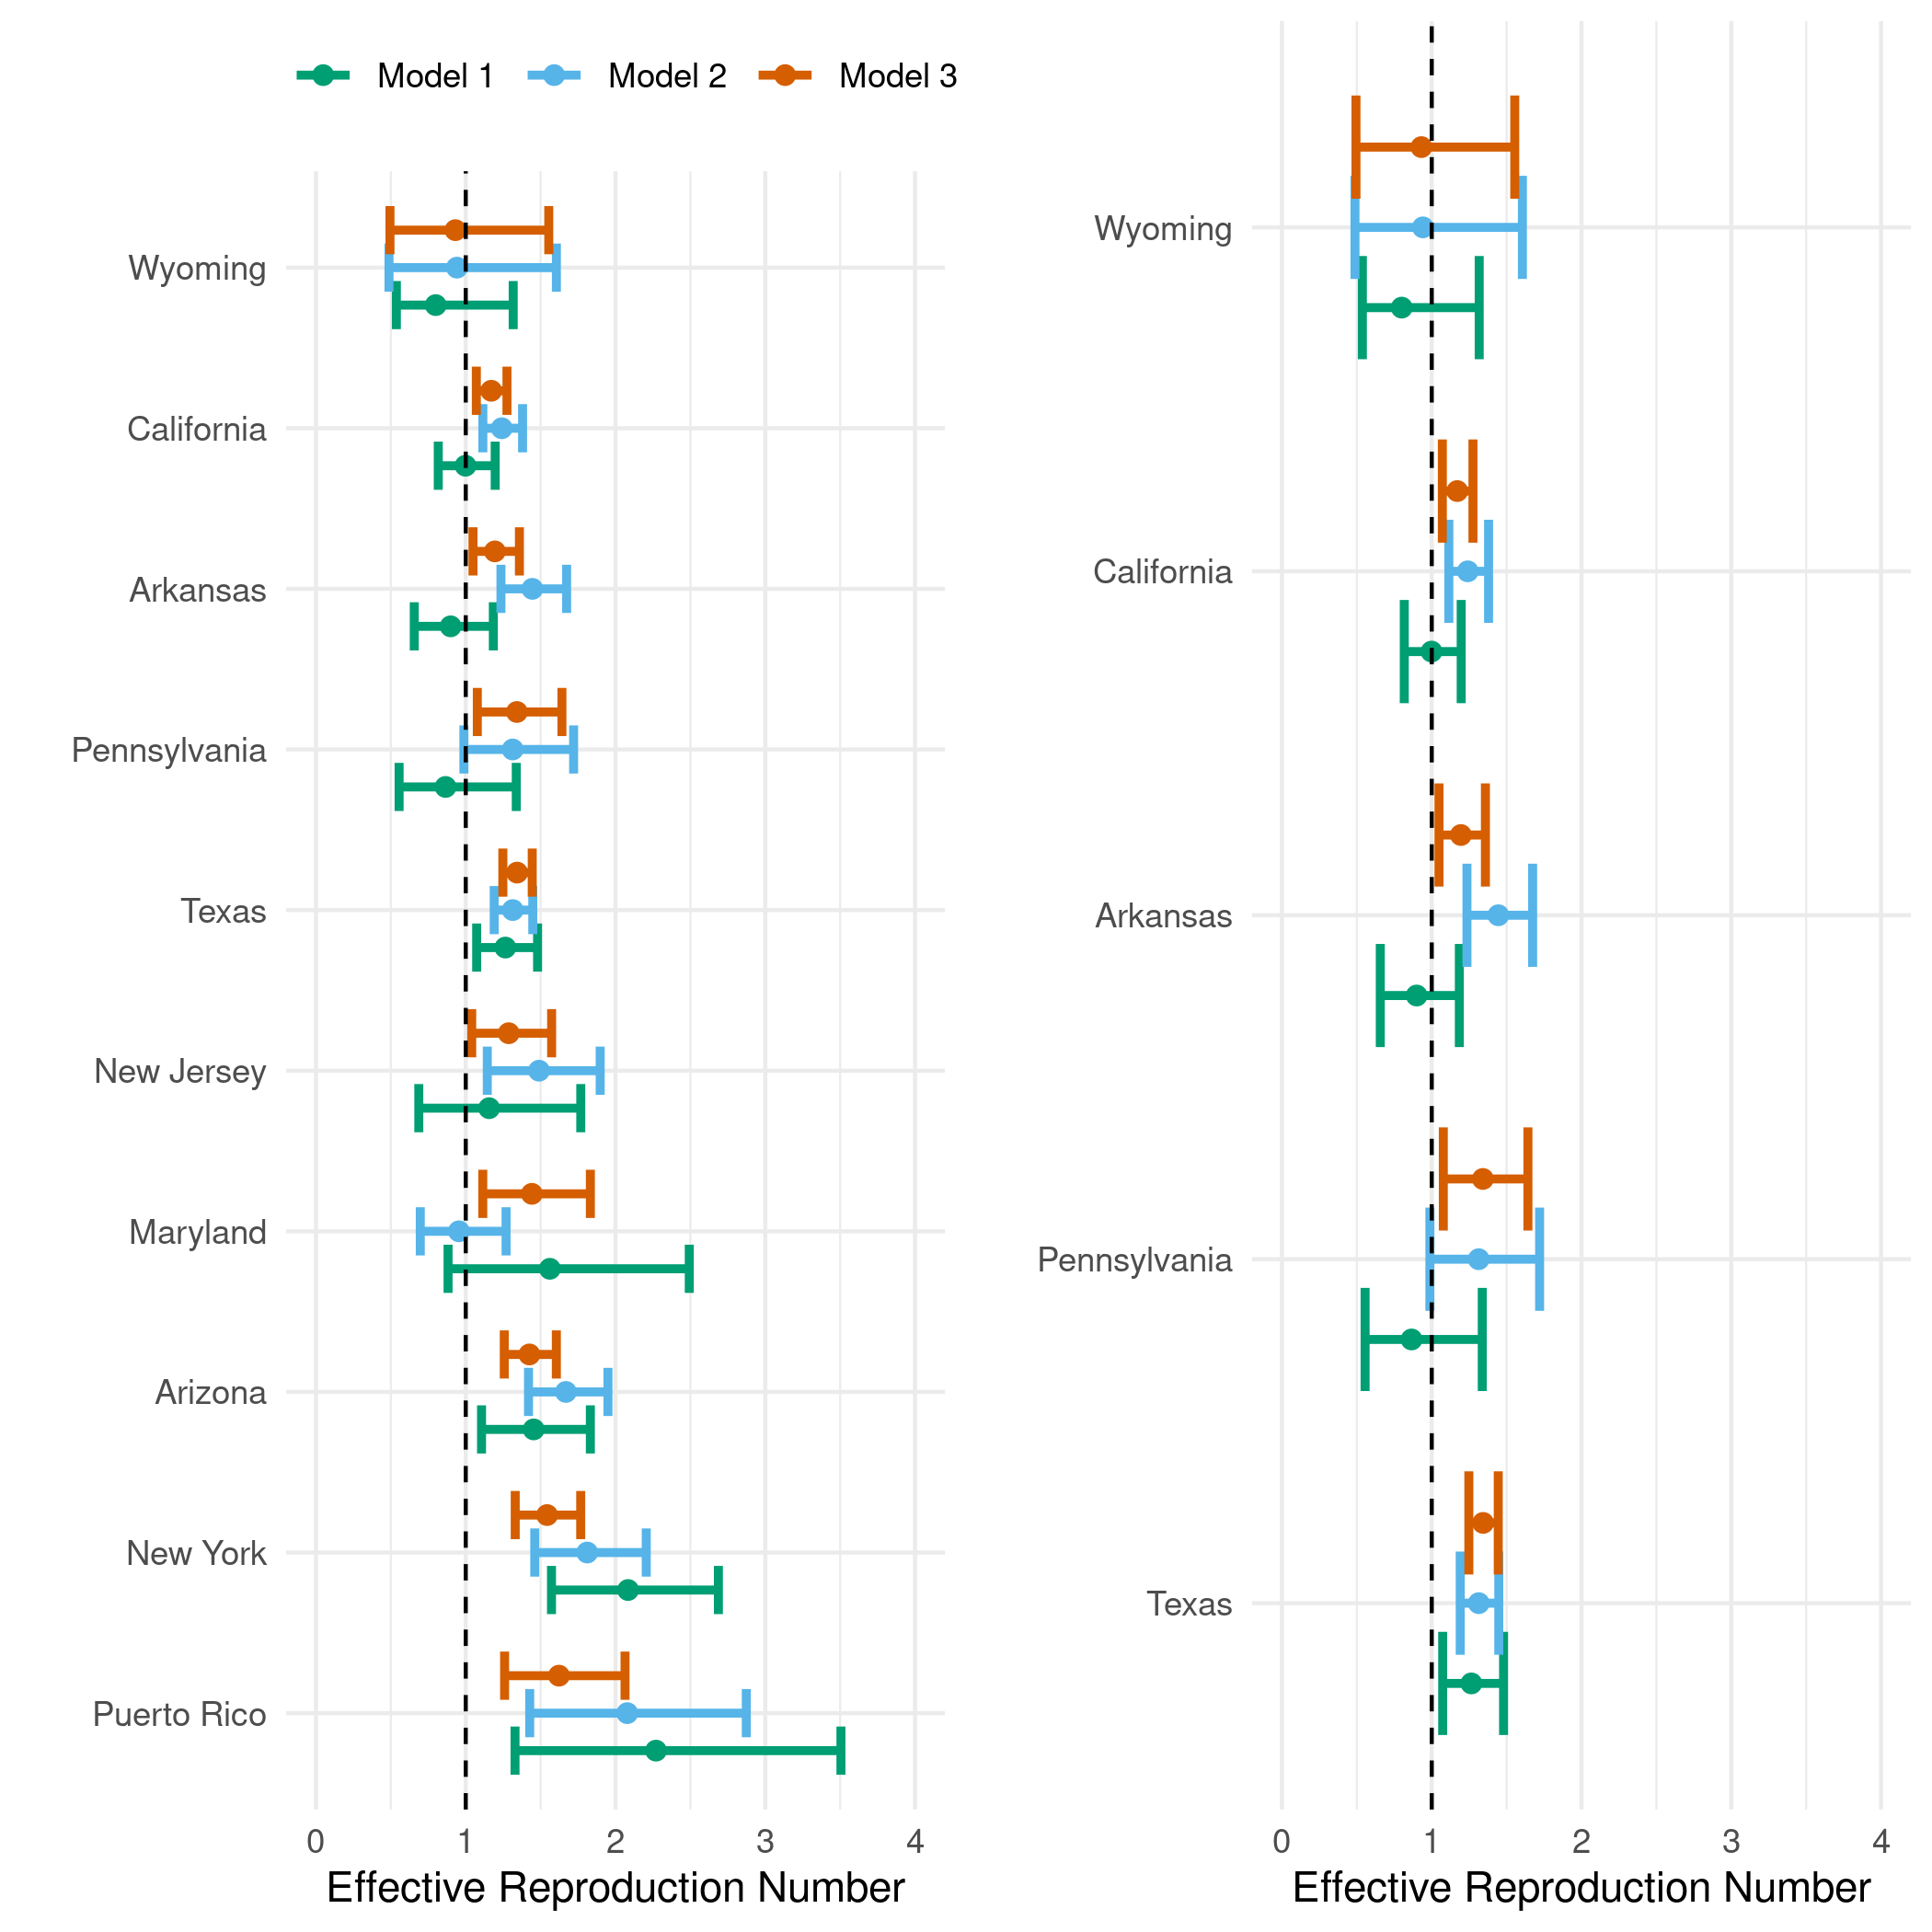 Model 1 Model 2 Model 3
Wyoming
California
Arkansas
Pennsylvania
Texas
New Jersey
Maryland
Arizona
New York
Puerto Rico
0 1 2 3 4
Effective Reproduction Number
Wyoming
California
Arkansas
Pennsylvania
Texas
0 1 2 3 4
Effective Reproduction Number